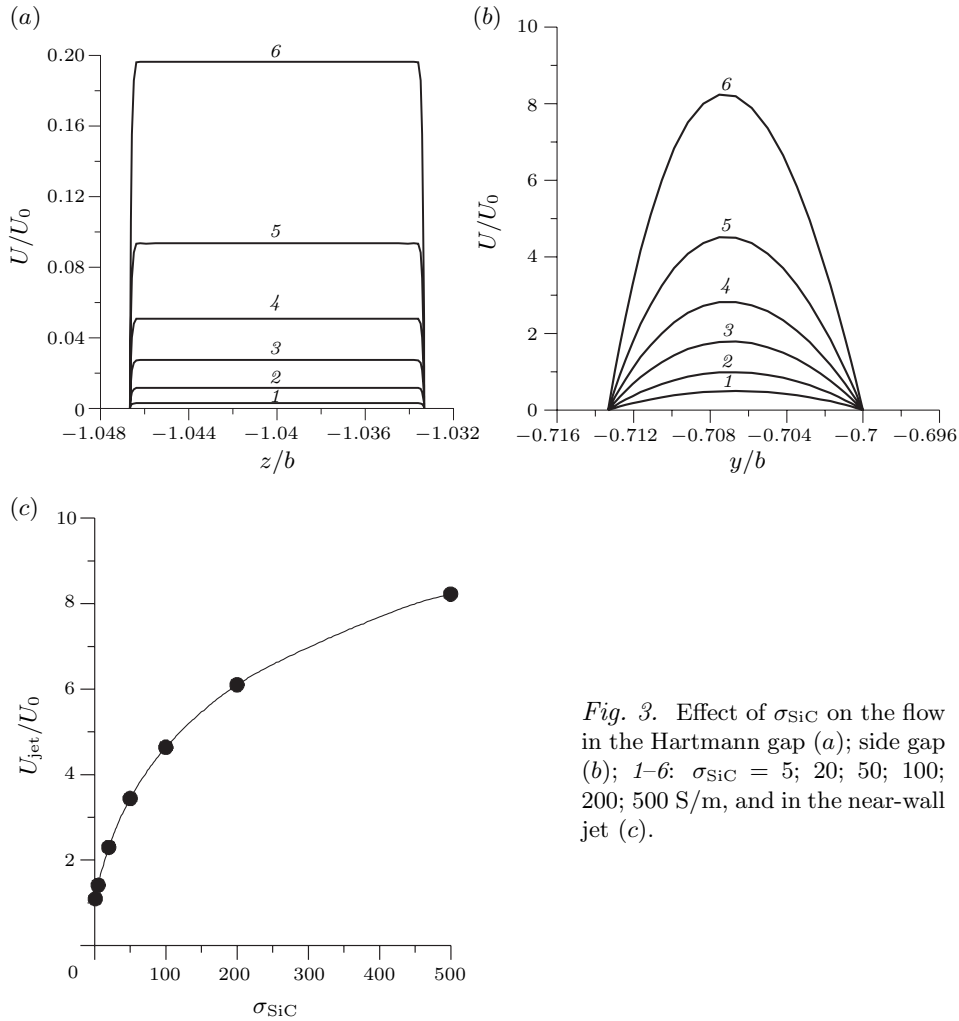 (a)
U/U₀
0.20
0.16
0.12
0.08
0.04
0
6
5
4
3
2
1
−1.048 −1.044 −1.04 −1.036 −1.032
z/b
(b)
U/U₀
10
8
6
4
2
0
6
5
4
3
2
1
−0.716 −0.712 −0.708 −0.704 −0.7 −0.696
y/b
(c)
U_jet/U₀
10
8
6
4
2
0 100 200 300 400 500
σ_SiC
Fig. 3. Effect of σ_SiC on the flow
in the Hartmann gap (a); side gap
(b); 1–6: σ_SiC = 5; 20; 50; 100;
200; 500 S/m, and in the near-wall
jet (c).